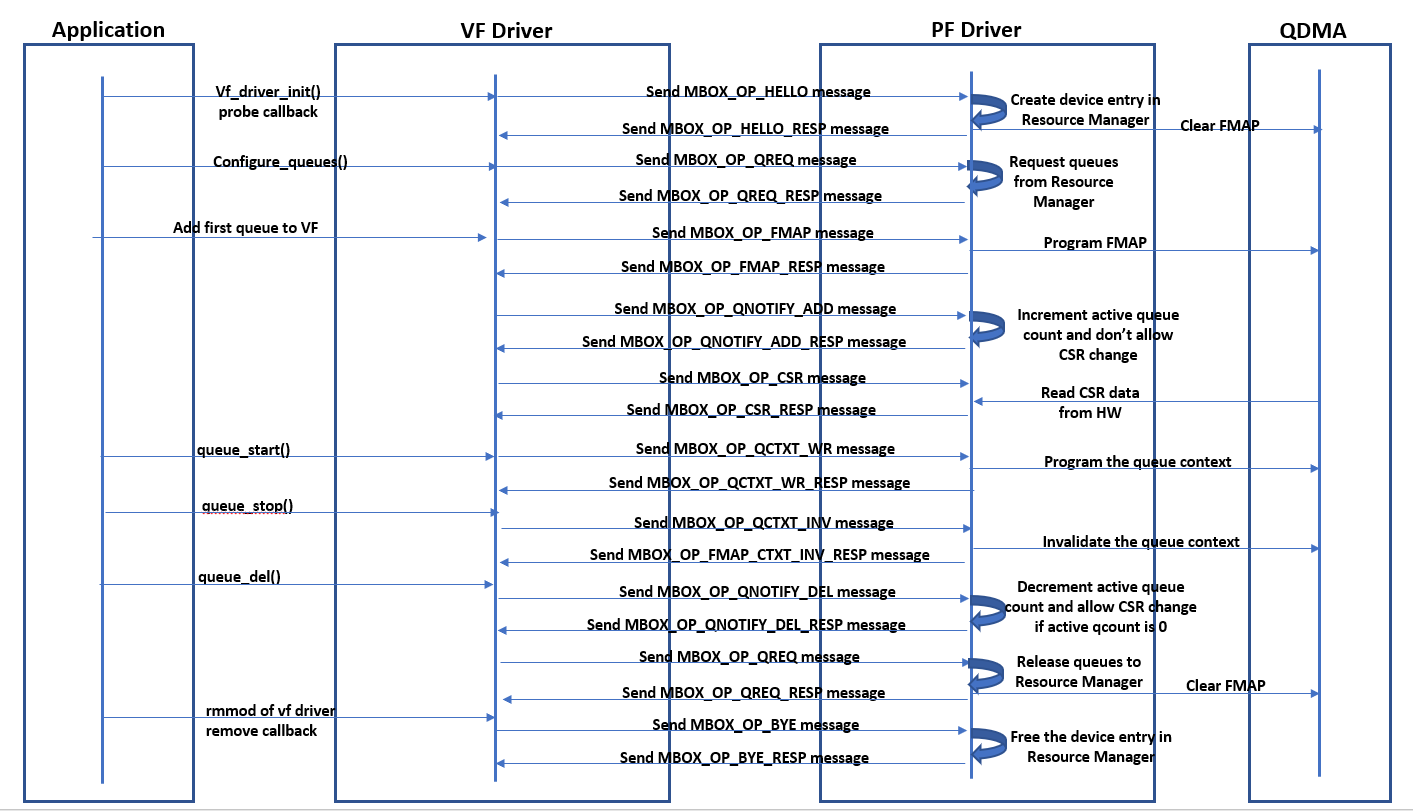 Application
VF Driver
PF Driver
QDMA
Vf_driver_init()
probe callback
Send MBOX_OP_HELLO message
Create device entry in
Resource Manager
Clear FMAP
Send MBOX_OP_HELLO_RESP message
Configure_queues()
Send MBOX_OP_QREQ message
Request queues
from Resource
Manager
Send MBOX_OP_QREQ_RESP message
Add first queue to VF
Send MBOX_OP_FMAP message
Program FMAP
Send MBOX_OP_FMAP_RESP message
Send MBOX_OP_QNOTIFY_ADD message
Increment active queue
count and don't allow
CSR change
Send MBOX_OP_QNOTIFY_ADD_RESP message
Send MBOX_OP_CSR message
Read CSR data
from HW
Send MBOX_OP_CSR_RESP message
queue_start()
Send MBOX_OP_QCTXT_WR message
Program the queue context
Send MBOX_OP_QCTXT_WR_RESP message
queue_stop()
Send MBOX_OP_QCTXT_INV message
Invalidate the queue context
Send MBOX_OP_FMAP_CTXT_INV_RESP message
queue_del()
Send MBOX_OP_QNOTIFY_DEL message
Decrement active queue
count and allow CSR change
if active qcount is 0
Send MBOX_OP_QNOTIFY_DEL_RESP message
Send MBOX_OP_QREQ message
Release queues to
Resource Manager
Clear FMAP
Send MBOX_OP_QREQ_RESP message
rmmod of vf driver
remove callback
Send MBOX_OP_BYE message
Free the device entry in
Resource Manager
Send MBOX_OP_BYE_RESP message